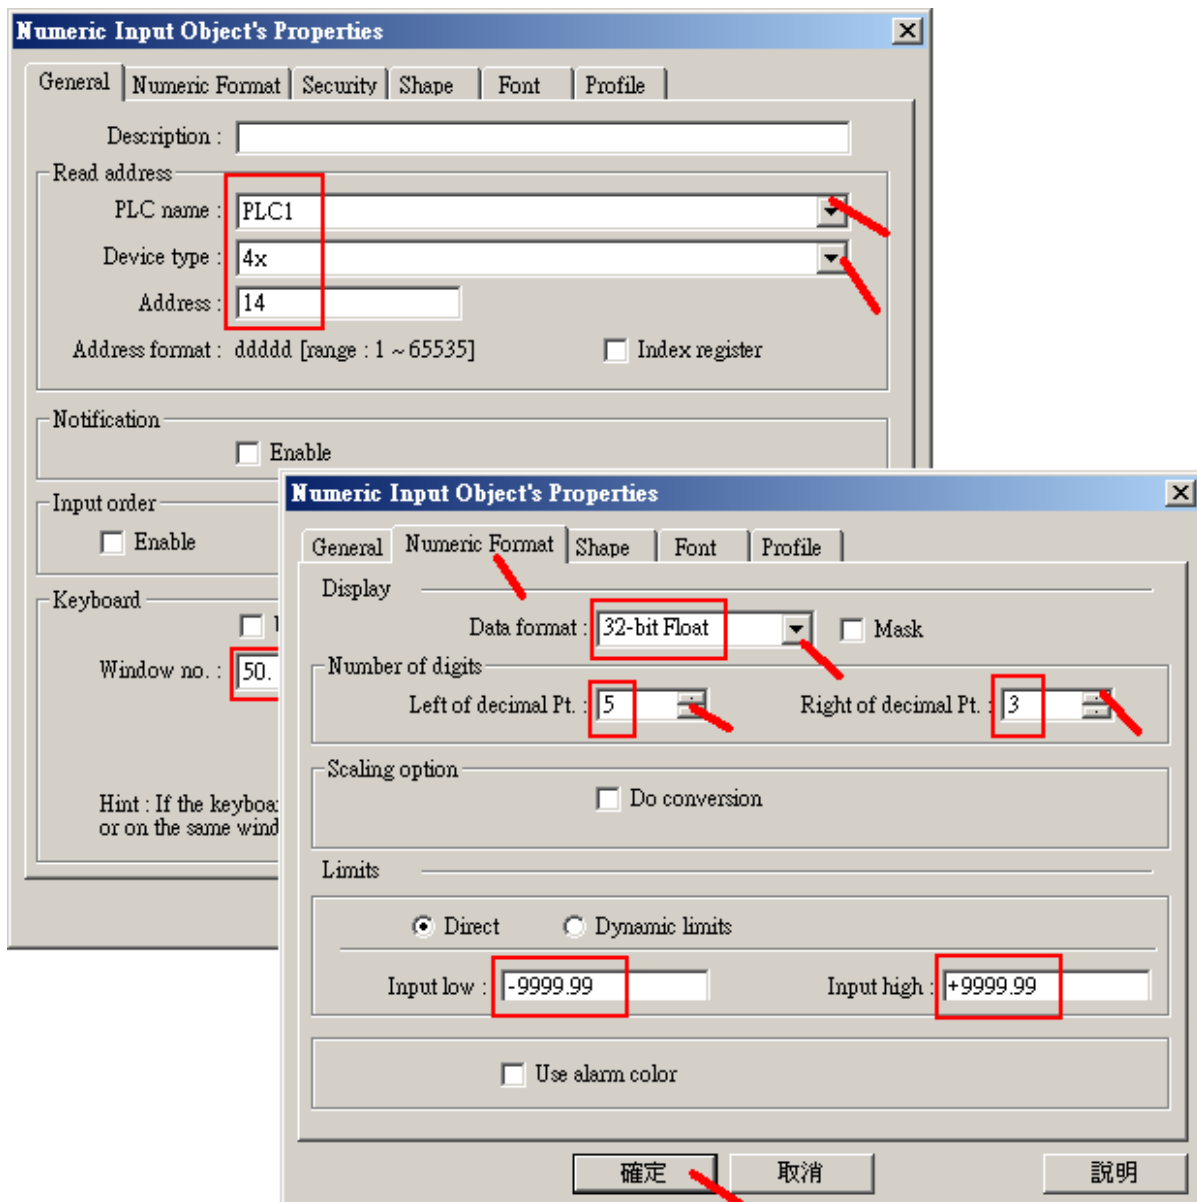 Numeric Input Object's Properties
General Numeric Format Security Shape Font Profile
Description :
Read address
PLC name : PLC1
Device type : 4x
Address : 14
Address format : ddddd [range : 1 ~ 65535] Index register
Notification
Enable
Input order
Enable
Keyboard
Window no. : 50.
Hint : If the
or on the same
Numeric Input Object's Properties
General Numeric Format Shape Font Profile
Display
Data format : 32-bit Float Mask
Number of digits
Left of decimal Pt. : 5 Right of decimal Pt. : 3
Scaling option
Do conversion
Limits
Direct Dynamic limits
Input low : -9999.99 Input high : +9999.99
Use alarm color
確定 取消 説明